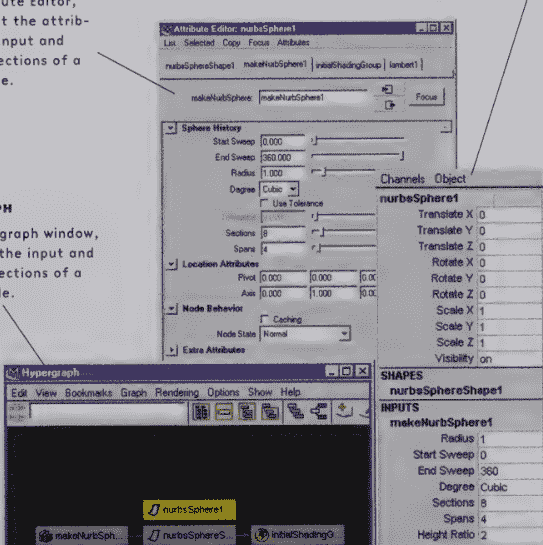 ute Editor,
t the attrib-
nput and
ections of a
e.
PH
graph window,
the input and
ections of a
le.
Attribute Editor: nurbsSphere1
List Selected Copy Focus Attributes
nurbsSphereShape1 makeNurbSphere1 initialShadingGroup lambert1
makeNurbSphere: makeNurbSphere1 Focus
Sphere History
Start Sweep 0.000
End Sweep 360.000
Radius 1.000
Degree Cubic
Use Tolerance
Sections 8
Spans 4
Location Attributes
Pivot 0.000 0.000 0.00
Axis 0.000 1.000 0.00
Node Behavior
Caching
Node State Normal
Extra Attributes
Channels Object
nurbsSphere1
Translate X 0
Translate Y 0
Translate Z 0
Rotate X 0
Rotate Y 0
Rotate Z 0
Scale X 1
Scale Y 1
Scale Z 1
Visibility on
SHAPES
nurbsSphereShape1
INPUTS
makeNurbSphere1
Radius 1
Start Sweep 0
End Sweep 360
Degree Cubic
Sections 8
Spans 4
Height Ratio 2
Hypergraph
Edit View Bookmarks Graph Rendering Options Show Help
nurbsSphere1
makeNurbSph... nurbsSphereS... initialShadingG...